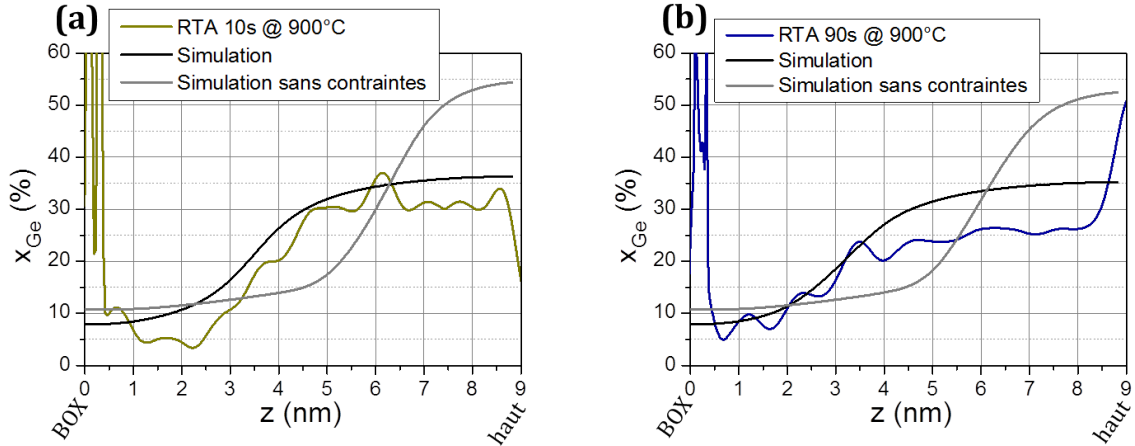 (a)
RTA 10s @ 900°C
Simulation
Simulation sans contraintes
60
50
40
30
20
10
0
x_Ge (%)
0 1 2 3 4 5 6 7 8 9
BOX
z (nm)
haut
(b)
RTA 90s @ 900°C
Simulation
Simulation sans contraintes
60
50
40
30
20
10
0
x_Ge (%)
0 1 2 3 4 5 6 7 8 9
BOX
z (nm)
haut